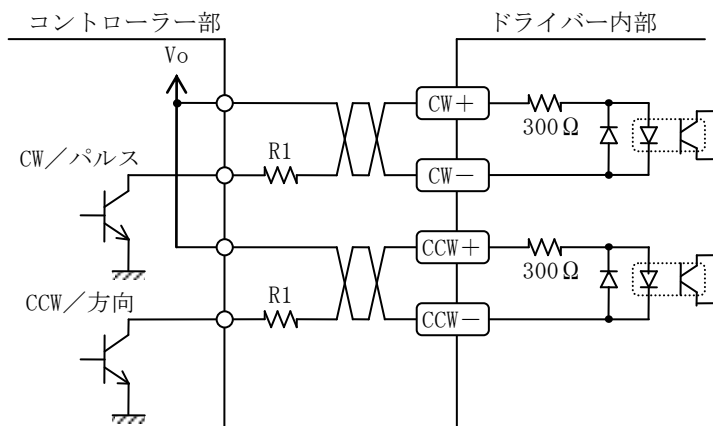 コントローラー部
ドライバー内部
Vo
CW＋
300Ω
CW／パルス
R1
CW－
CCW＋
300Ω
CCW／方向
R1
CCW－